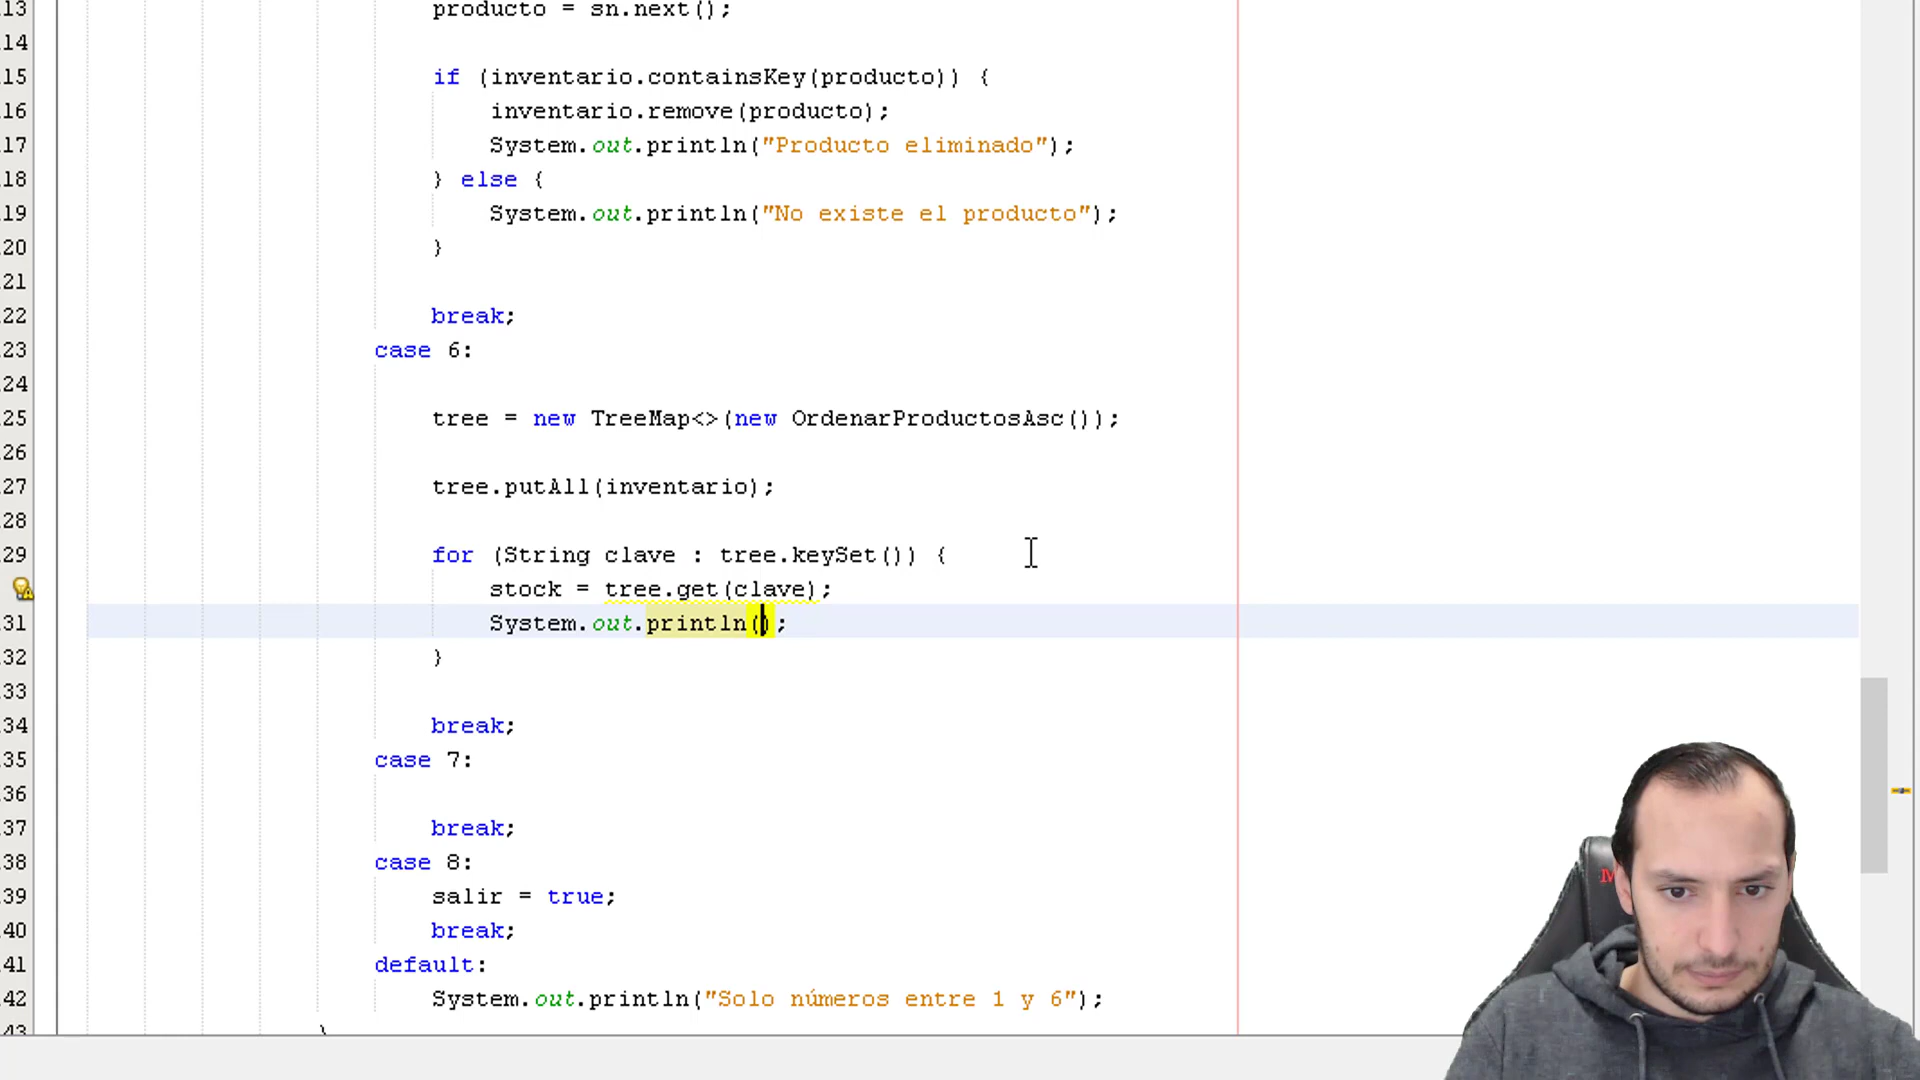 13 producto = sn.next();
14
15 if (inventario.containsKey(producto)) {
16 inventario.remove(producto);
17 System.out.println("Producto eliminado");
18 } else {
19 System.out.println("No existe el producto");
20 }
21
22 break;
23 case 6:
24
25 tree = new TreeMap<>(new OrdenarProductosAsc());
26
27 tree.putAll(inventario);
28
29 for (String clave : tree.keySet()) {
stock = tree.get(clave);
31 System.out.println();
32 }
33
34 break;
35 case 7:
36
37 break;
38 case 8:
39 salir = true;
40 break;
41 default:
42 System.out.println("Solo números entre 1 y 6");
43 }